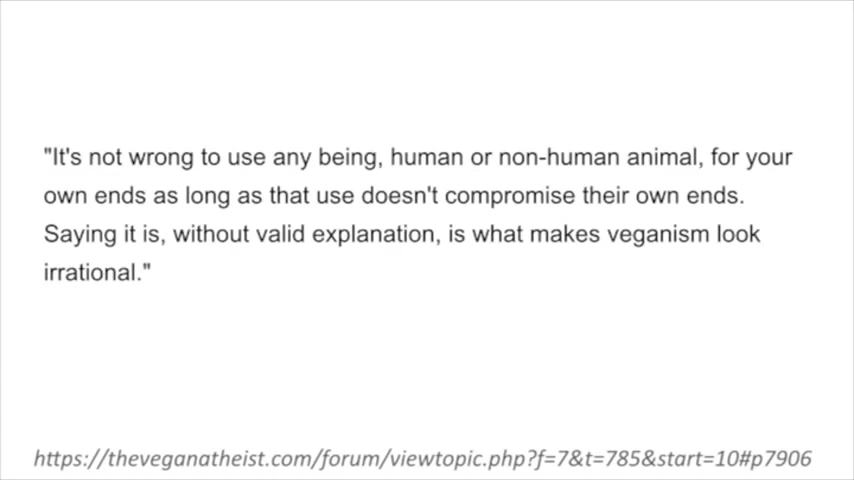 "It's not wrong to use any being, human or non-human animal, for your
own ends as long as that use doesn't compromise their own ends.
Saying it is, without valid explanation, is what makes veganism look
irrational."
https://theveganatheist.com/forum/viewtopic.php?f=7&t=785&start=10#p7906